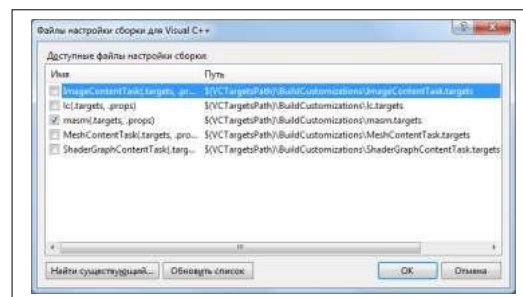 Файлы настройки сборки для Visual C++
Доступные файлы настройки сборки:
Имя Путь
ImageContentTask(.targets, .pr... $(VCTargetsPath)\BuildCustomizations\ImageContentTask.targets
lc(.targets, .props) $(VCTargetsPath)\BuildCustomizations\lc.targets
masm(.targets, .props) $(VCTargetsPath)\BuildCustomizations\masm.targets
MeshContentTask(.targets, .pro... $(VCTargetsPath)\BuildCustomizations\MeshContentTask.targets
ShaderGraphContentTask(.targ... $(VCTargetsPath)\BuildCustomizations\ShaderGraphContentTask.targets
Найти существующий... Обновить список OK Отмена